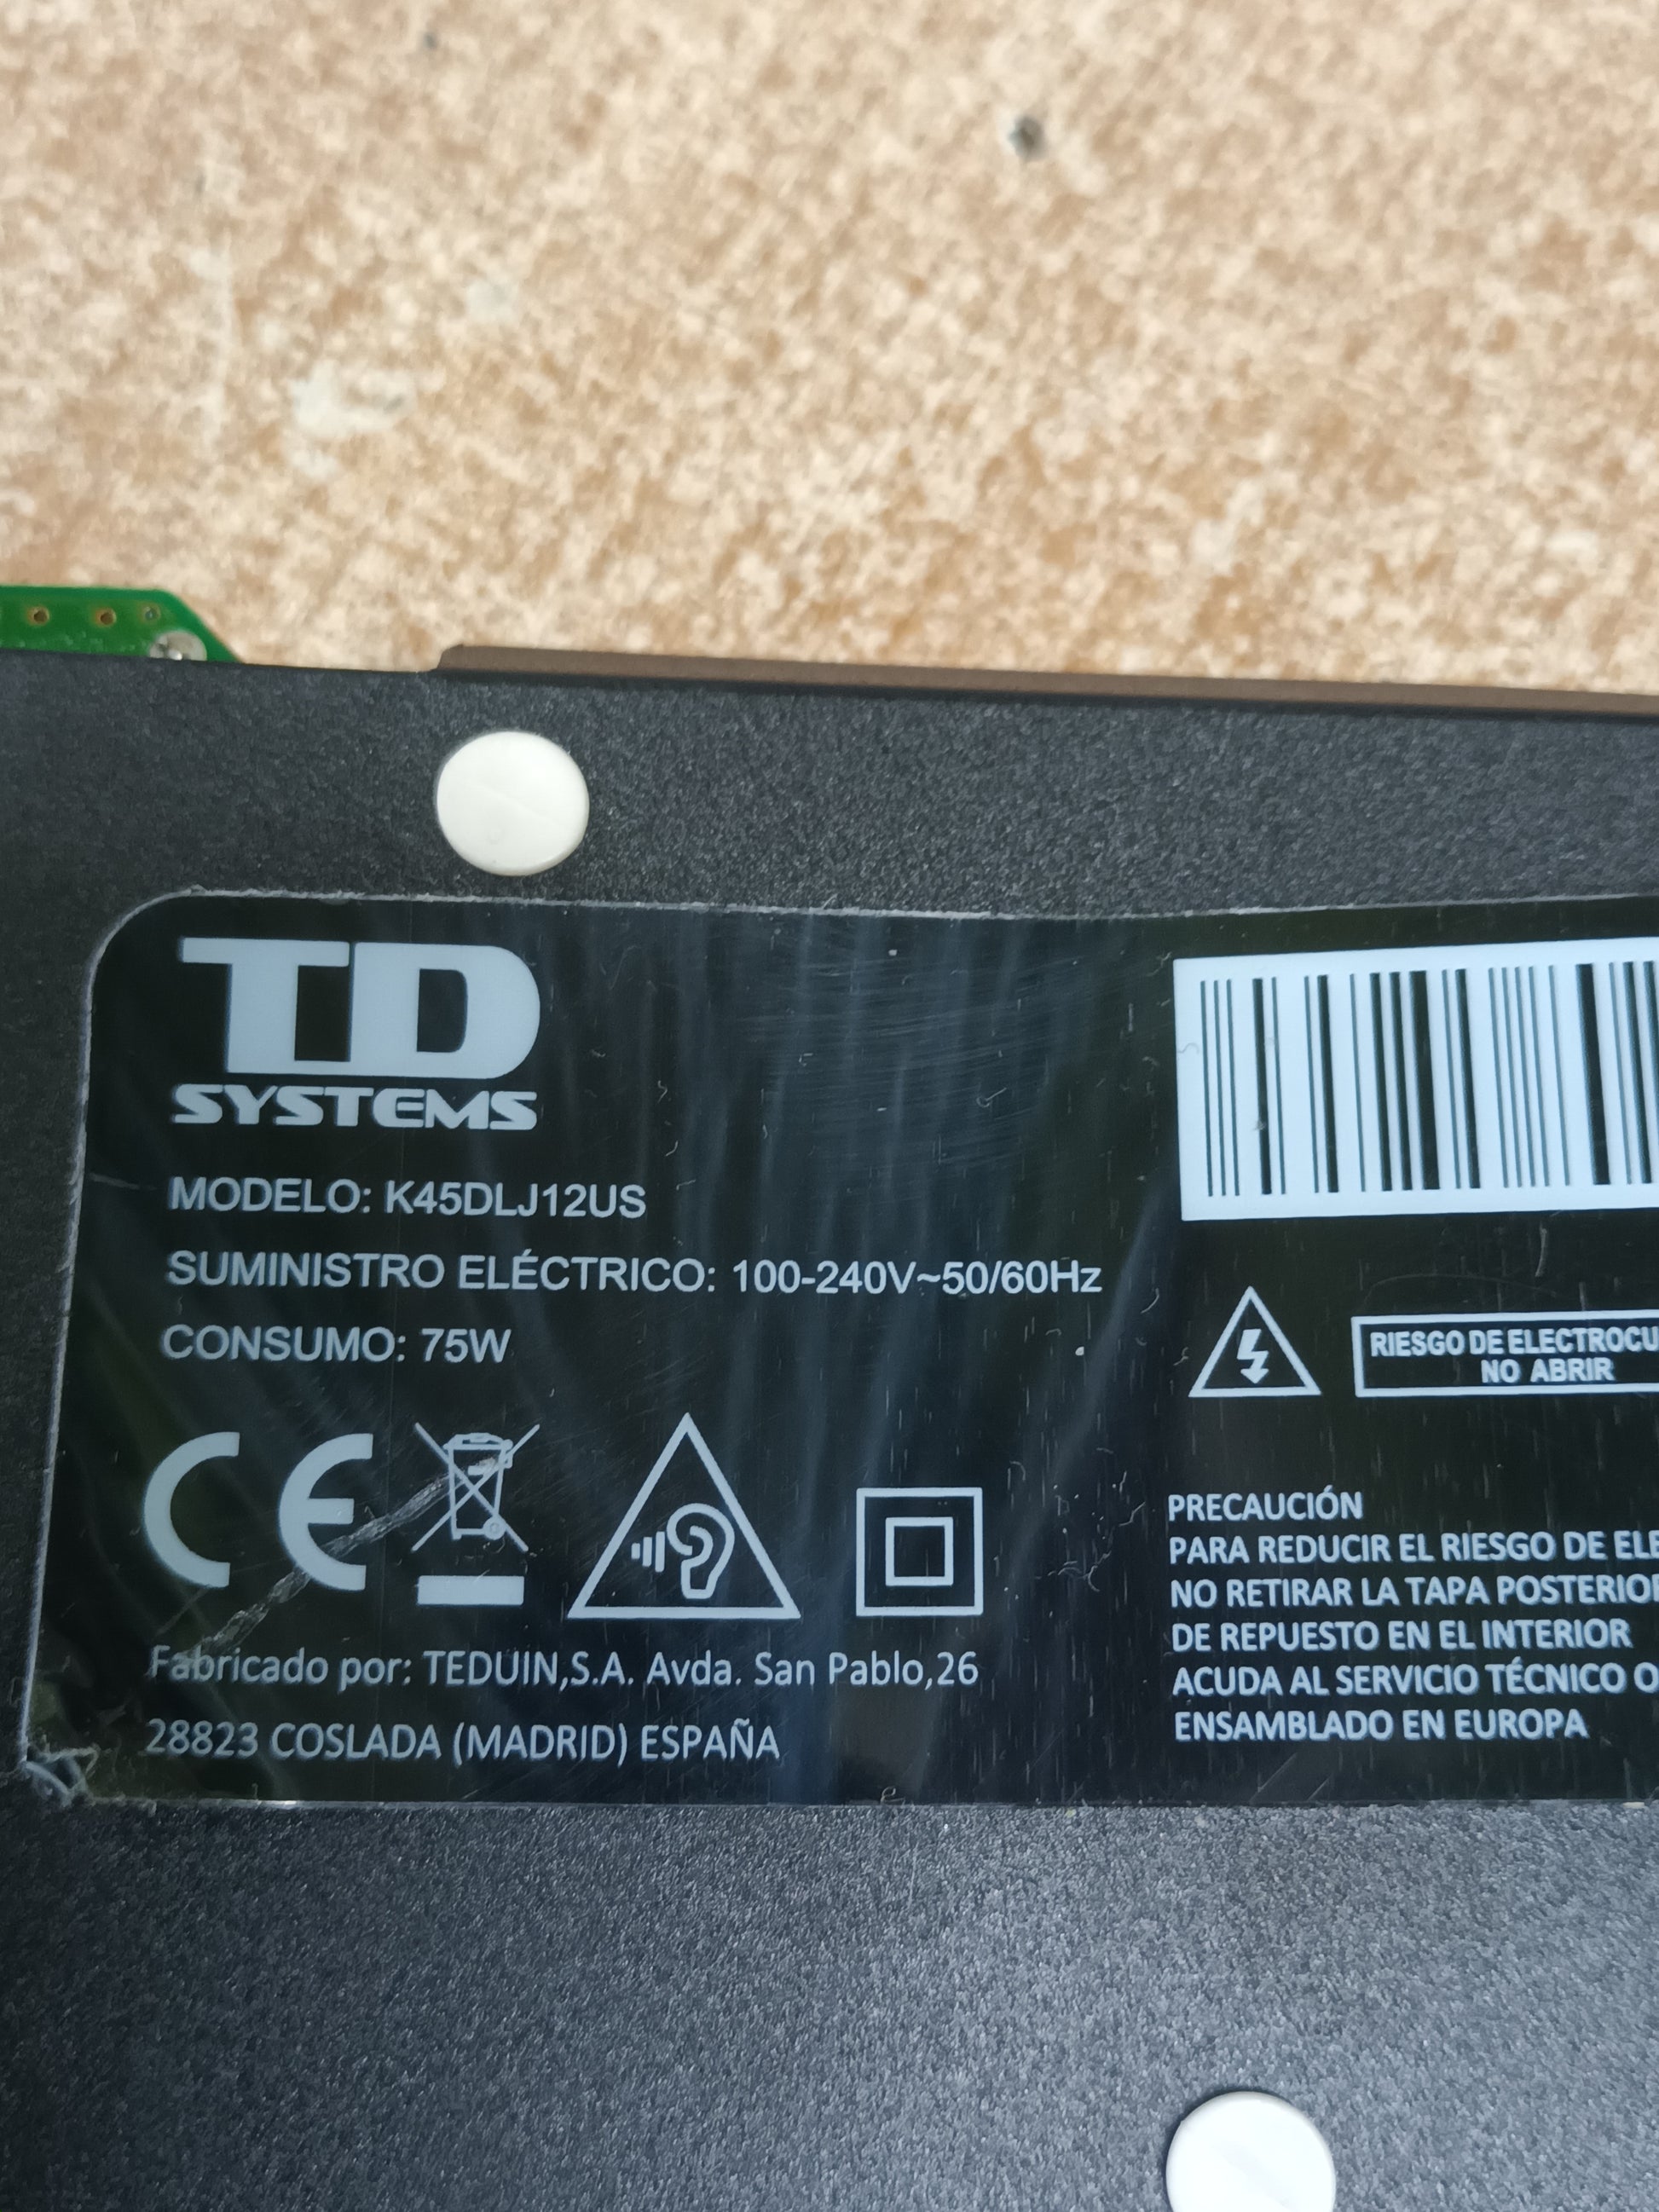 TD
SYSTEMS
MODELO: K45DLJ12US
SUMINISTRO ELÉCTRICO: 100-240V~50/60Hz
CONSUMO: 75W
CE
Fabricado por: TEDUIN,S.A. Avda. San Pablo,26
28823 COSLADA (MADRID) ESPAÑA
RIESGO DE ELECTROCU
NO ABRIR
PRECAUCIÓN
PARA REDUCIR EL RIESGO DE ELE
NO RETIRAR LA TAPA POSTERIOR
DE REPUESTO EN EL INTERIOR
ACUDA AL SERVICIO TÉCNICO O
ENSAMBLADO EN EUROPA